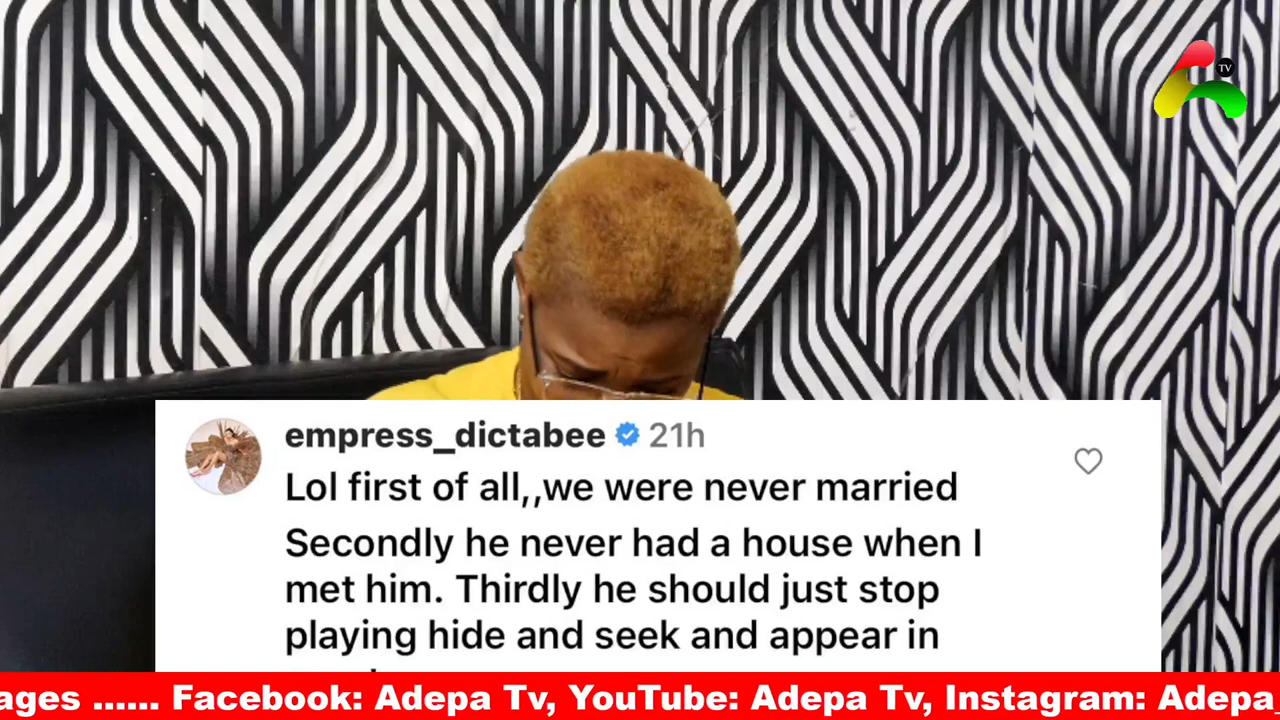 TV
empress_dictabee 21h
Lol first of all,,we were never married
Secondly he never had a house when I
met him. Thirdly he should just stop
playing hide and seek and appear in
ages ...... Facebook: Adepa Tv, YouTube: Adepa Tv, Instagram: Adepa_